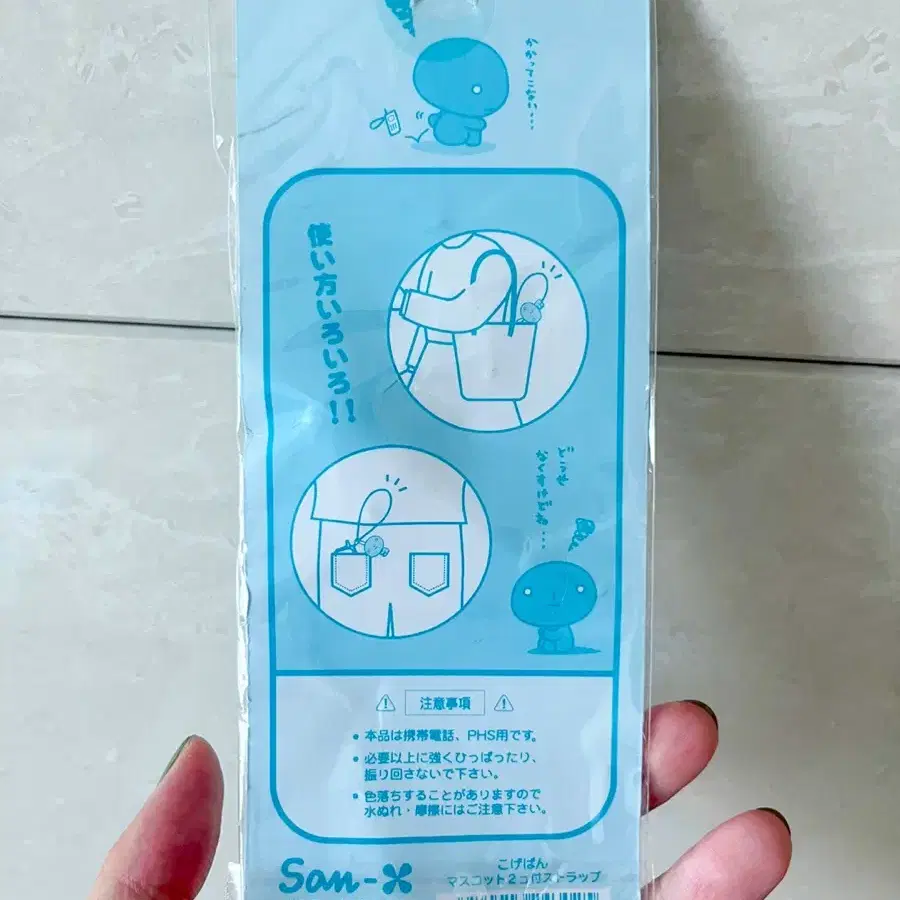 かかってこない・・・
使い方いろいろ!!
どうせ
なくすけどね・・・
注意事項
• 本品は携帯電話、PHS用です。
• 必要以上に強くひっぱったり、
振り回さないで下さい。
• 色落ちすることがありますので
水ぬれ・摩擦にはご注意下さい。
San-X
こげぱん
マスコット2コ付ストラップ